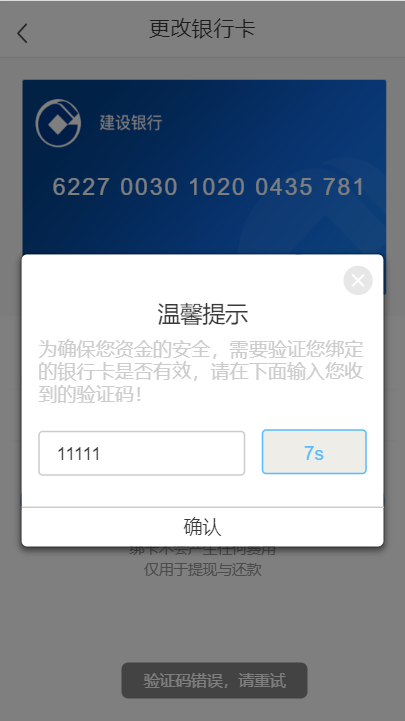 更改银行卡
建设银行
6227 0030 1020 0435 781
温馨提示
为确保您资金的安全，需要验证您绑定
的银行卡是否有效，请在下面输入您收
到的验证码！
11111 7s
确认
绑卡不会产生任何费用
仅用于提现与还款
验证码错误，请重试